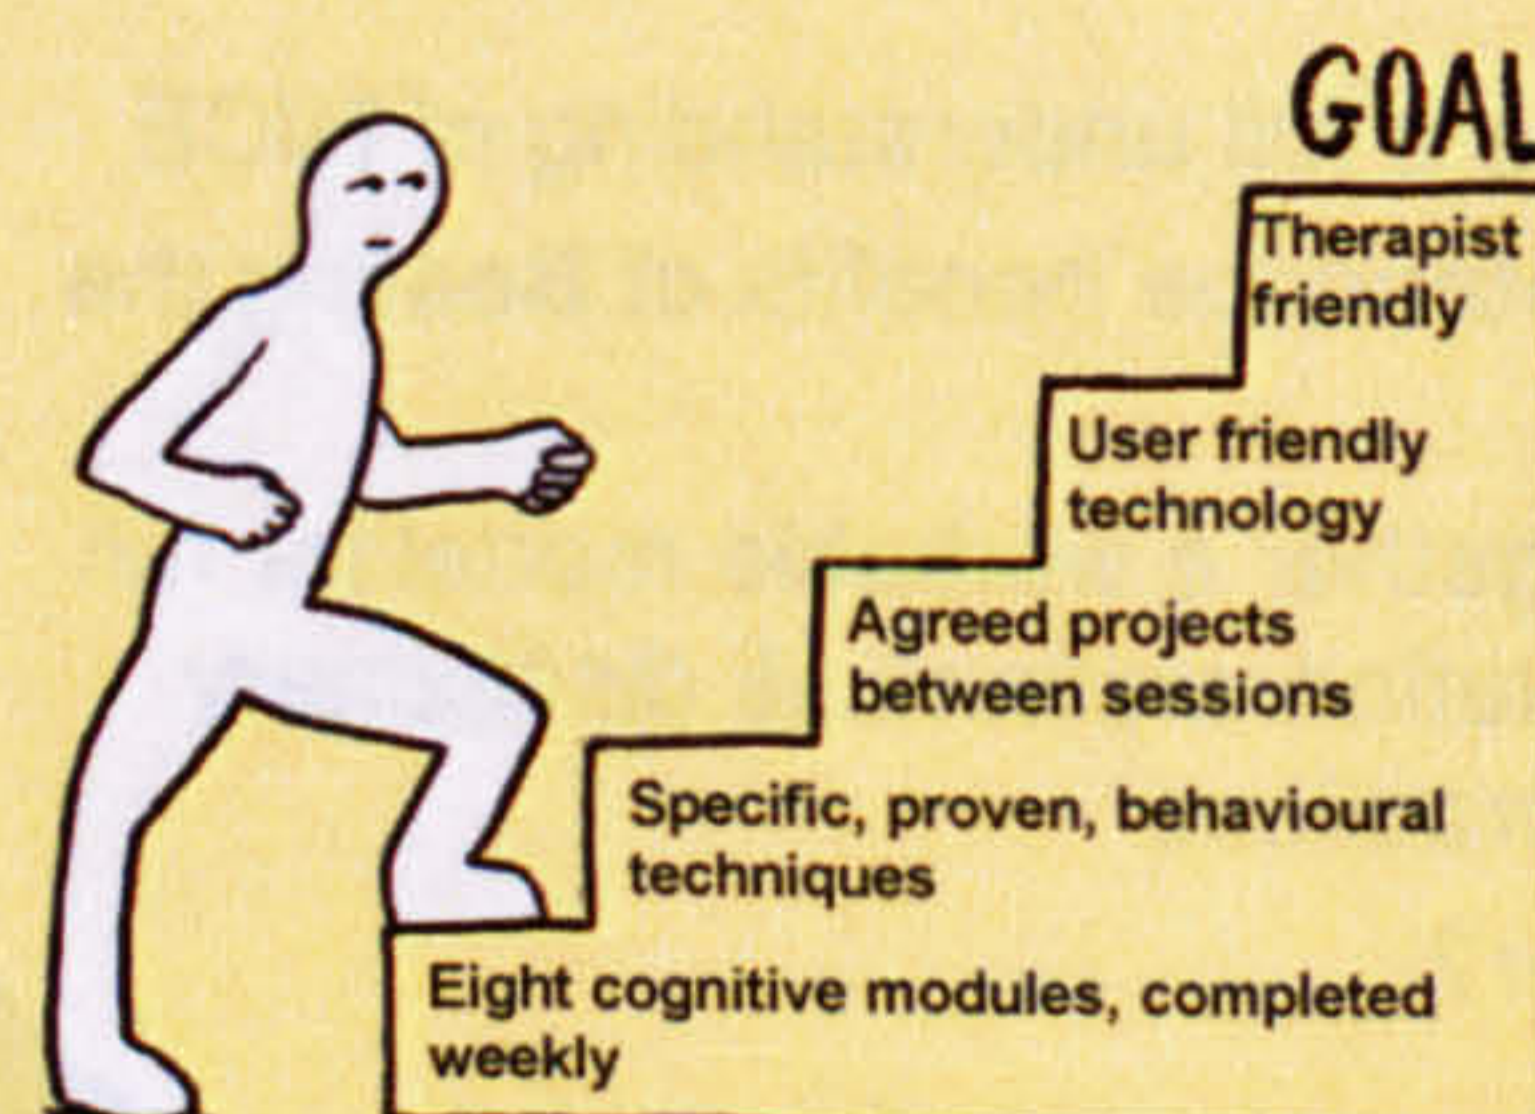 GOAL
Therapist
friendly
User friendly
technology
Agreed projects
between sessions
Specific, proven, behavioural
techniques
Eight cognitive modules, completed
weekly